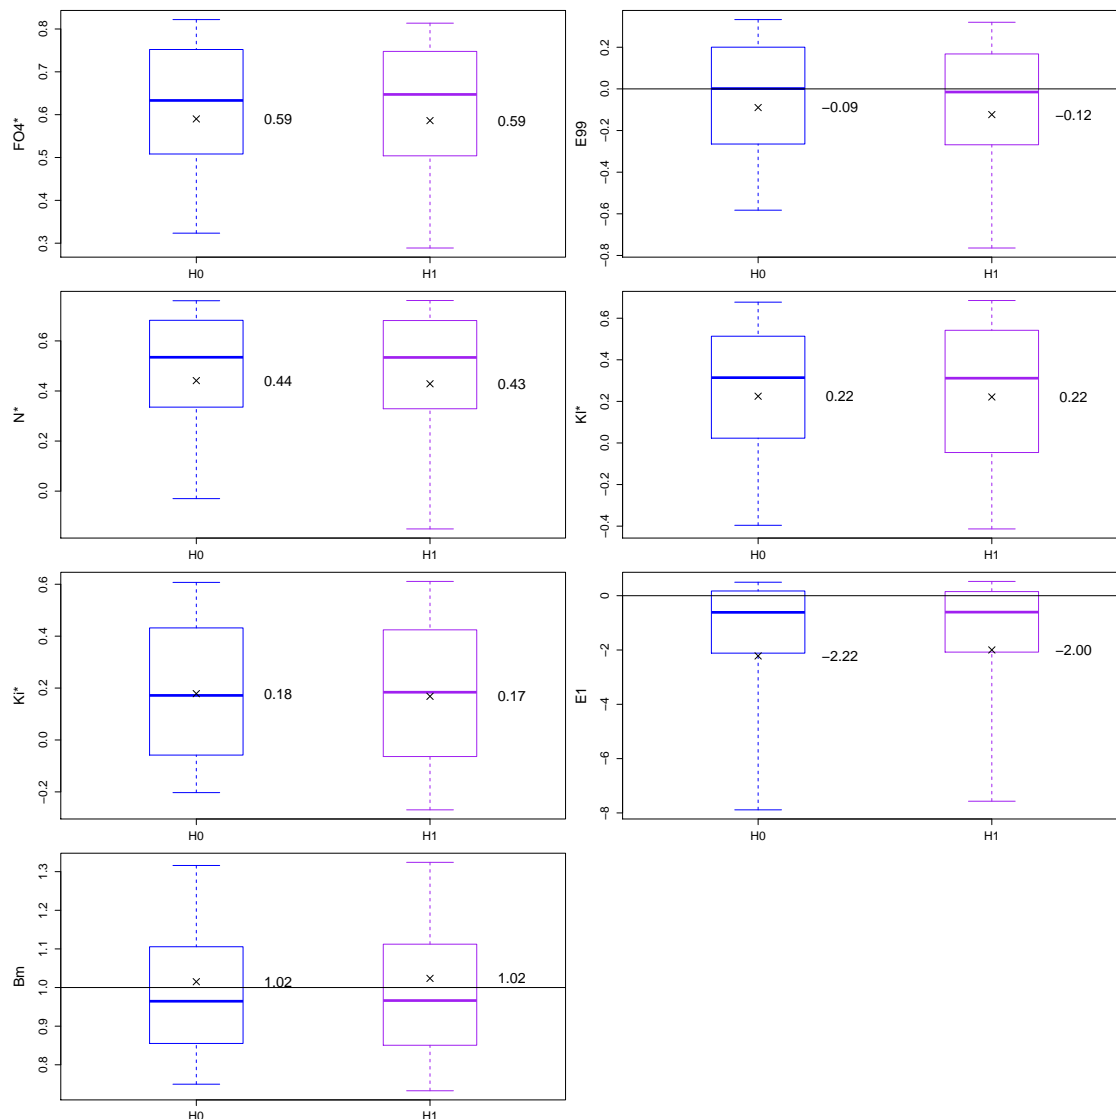 FO4*
0.3
0.4
0.5
0.6
0.7
0.8
0.59
0.59
H0
H1
E99
−0.8
−0.6
−0.4
−0.2
0.0
0.2
−0.09
−0.12
H0
H1
N*
0.0
0.2
0.4
0.6
0.44
0.43
H0
H1
KI*
−0.4
−0.2
0.0
0.2
0.4
0.6
0.22
0.22
H0
H1
Ki*
−0.2
0.0
0.2
0.4
0.6
0.18
0.17
H0
H1
E1
−8
−6
−4
−2
0
−2.22
−2.00
H0
H1
Bm
0.8
0.9
1.0
1.1
1.2
1.3
1.02
1.02
H0
H1